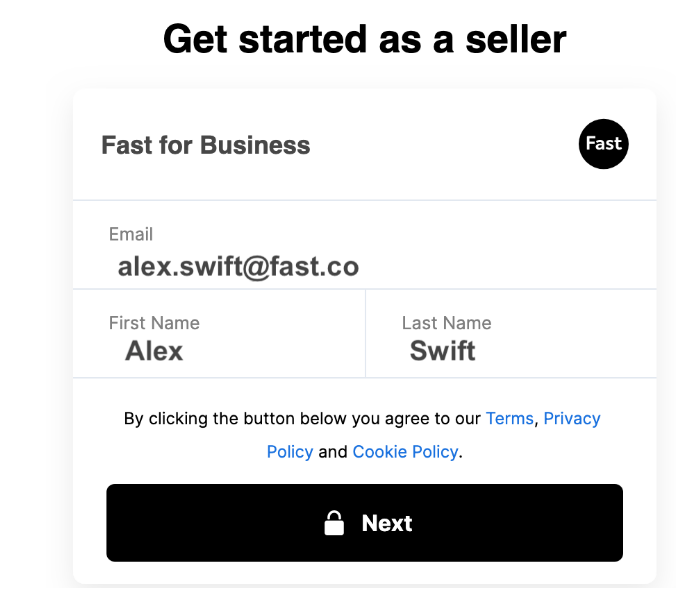 Get started as a seller
Fast for Business
Fast
Email
alex.swift@fast.co
First Name
Last Name
Alex
Swift
By clicking the button below you agree to our Terms, Privacy
Policy and Cookie Policy.
Next